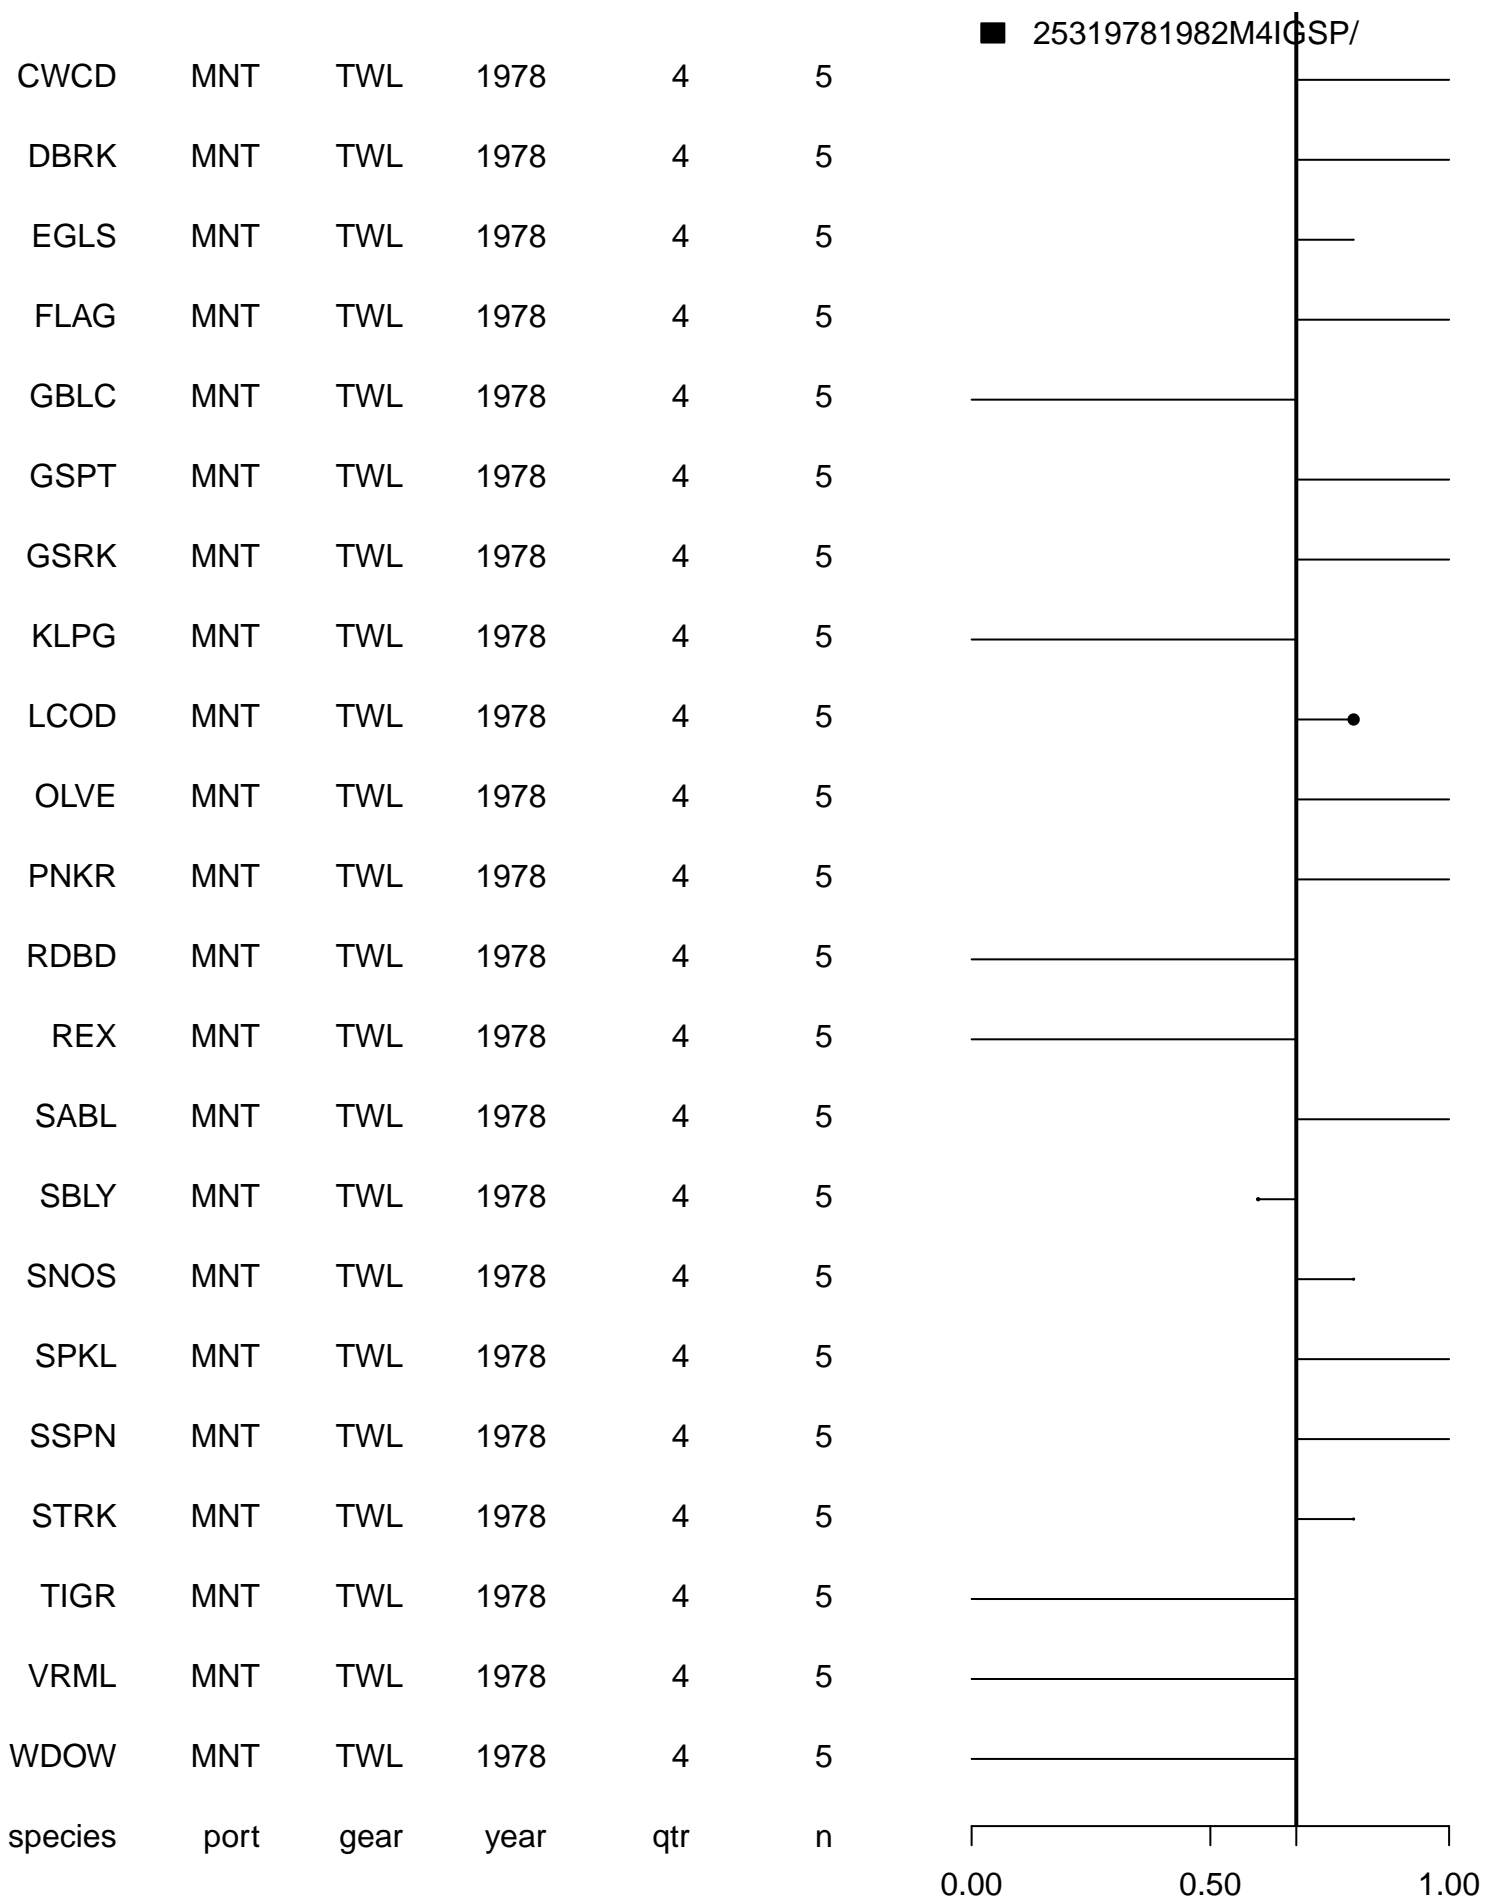 25319781982M4IGSP/
CWCD MNT TWL 1978 4 5
DBRK MNT TWL 1978 4 5
EGLS MNT TWL 1978 4 5
FLAG MNT TWL 1978 4 5
GBLC MNT TWL 1978 4 5
GSPT MNT TWL 1978 4 5
GSRK MNT TWL 1978 4 5
KLPG MNT TWL 1978 4 5
LCOD MNT TWL 1978 4 5
OLVE MNT TWL 1978 4 5
PNKR MNT TWL 1978 4 5
RDBD MNT TWL 1978 4 5
REX MNT TWL 1978 4 5
SABL MNT TWL 1978 4 5
SBLY MNT TWL 1978 4 5
SNOS MNT TWL 1978 4 5
SPKL MNT TWL 1978 4 5
SSPN MNT TWL 1978 4 5
STRK MNT TWL 1978 4 5
TIGR MNT TWL 1978 4 5
VRML MNT TWL 1978 4 5
WDOW MNT TWL 1978 4 5
species port gear year qtr n
0.00 0.50 1.00